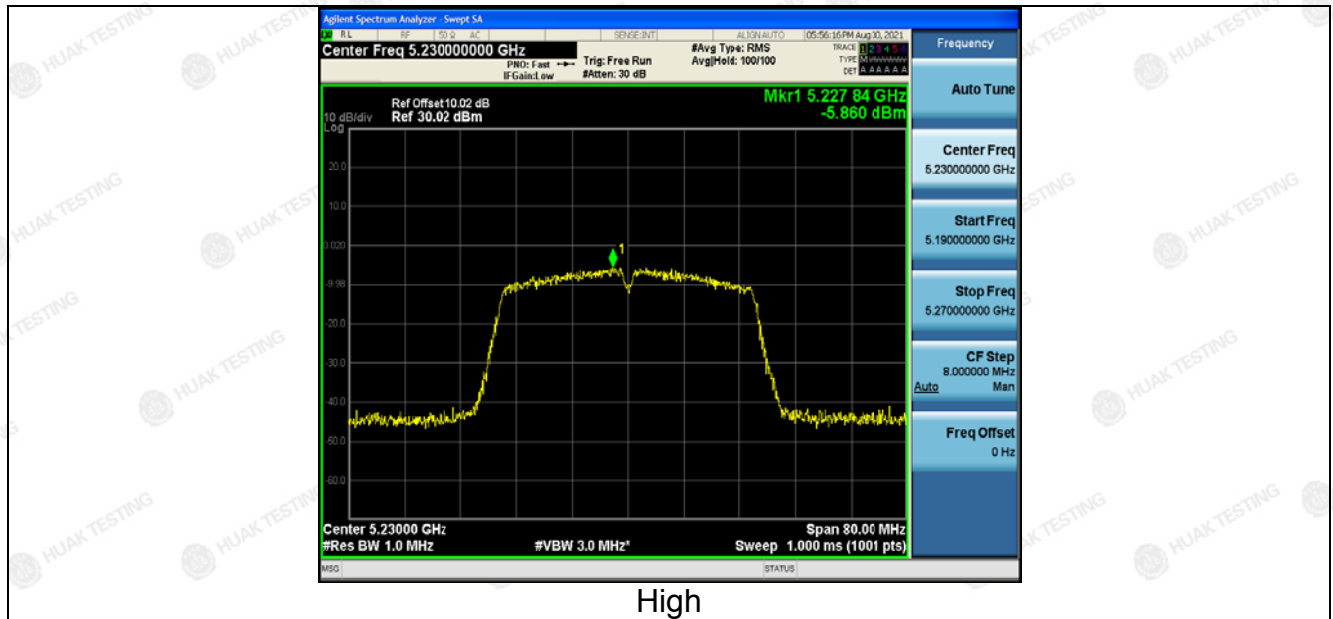 Agilent Spectrum Analyzer - Swept SA
RL RF 50 Ω AC SENSE:INT ALIGN AUTO 05:56:16 PM Aug 30, 2021
Center Freq 5.230000000 GHz
PNO: Fast
IFGain:Low
Trig: Free Run
#Atten: 30 dB
#Avg Type: RMS
Avg|Hold: 100/100
TRACE 1 2 3 4 5 6
TYPE M
DET A A A A A A
Frequency
Ref Offset 10.02 dB
10 dB/div Ref 30.02 dBm
Log
Mkr1 5.227 84 GHz
-5.860 dBm
Auto Tune
20.0
10.0
0.020
-9.98
-20.0
-30.0
-40.0
-50.0
-60.0
1
Center Freq
5.230000000 GHz
Start Freq
5.190000000 GHz
Stop Freq
5.270000000 GHz
CF Step
8.000000 MHz
Auto Man
Freq Offset
0 Hz
Center 5.23000 GHz Span 80.00 MHz
#Res BW 1.0 MHz #VBW 3.0 MHz* Sweep 1.000 ms (1001 pts)
MSG STATUS
High
HUAK TESTING